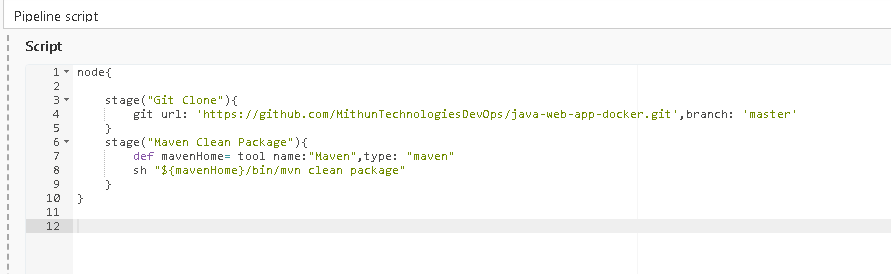 Pipeline script
Script
1 node{
2
3 stage("Git Clone"){
4 git url: 'https://github.com/MithunTechnologiesDevOps/java-web-app-docker.git',branch: 'master'
5 }
6 stage("Maven Clean Package"){
7 def mavenHome= tool name:"Maven",type: "maven"
8 sh "${mavenHome}/bin/mvn clean package"
9 }
10 }
11
12